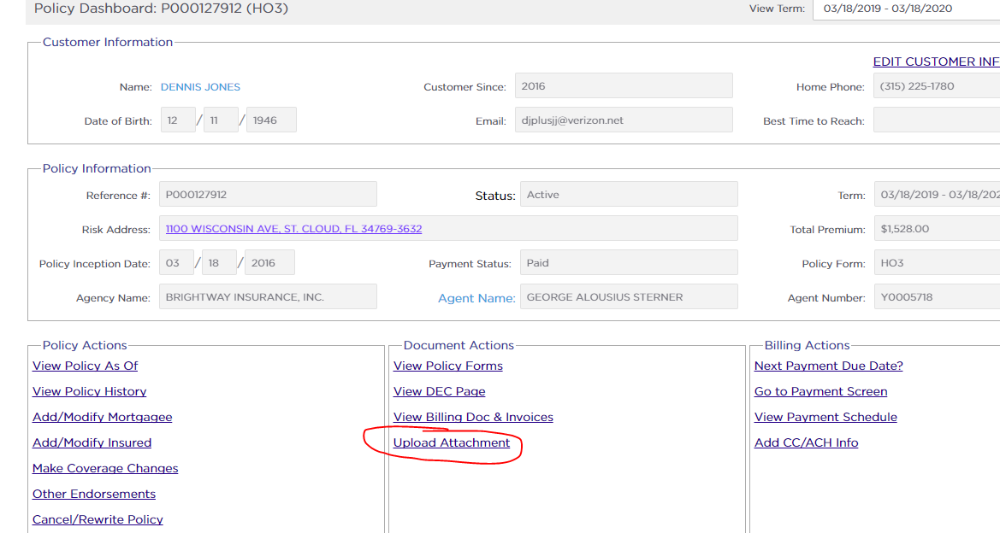 Policy Dashboard: P000127912 (HO3) View Term: 03/18/2019 - 03/18/2020
Customer Information
EDIT CUSTOMER INF
Name: DENNIS JONES Customer Since: 2016 Home Phone: (315) 225-1780
Date of Birth: 12 / 11 / 1946 Email: djplusjj@verizon.net Best Time to Reach:
Policy Information
Reference #: P000127912 Status: Active Term: 03/18/2019 - 03/18/202
Risk Address: 1100 WISCONSIN AVE, ST. CLOUD, FL 34769-3632 Total Premium: $1,528.00
Policy Inception Date: 03 / 18 / 2016 Payment Status: Paid Policy Form: HO3
Agency Name: BRIGHTWAY INSURANCE, INC. Agent Name: GEORGE ALOUSIUS STERNER Agent Number: Y0005718
Policy Actions Document Actions Billing Actions
View Policy As Of View Policy Forms Next Payment Due Date?
View Policy History View DEC Page Go to Payment Screen
Add/Modify Mortgagee View Billing Doc & Invoices View Payment Schedule
Add/Modify Insured Upload Attachment Add CC/ACH Info
Make Coverage Changes
Other Endorsements
Cancel/Rewrite Policy